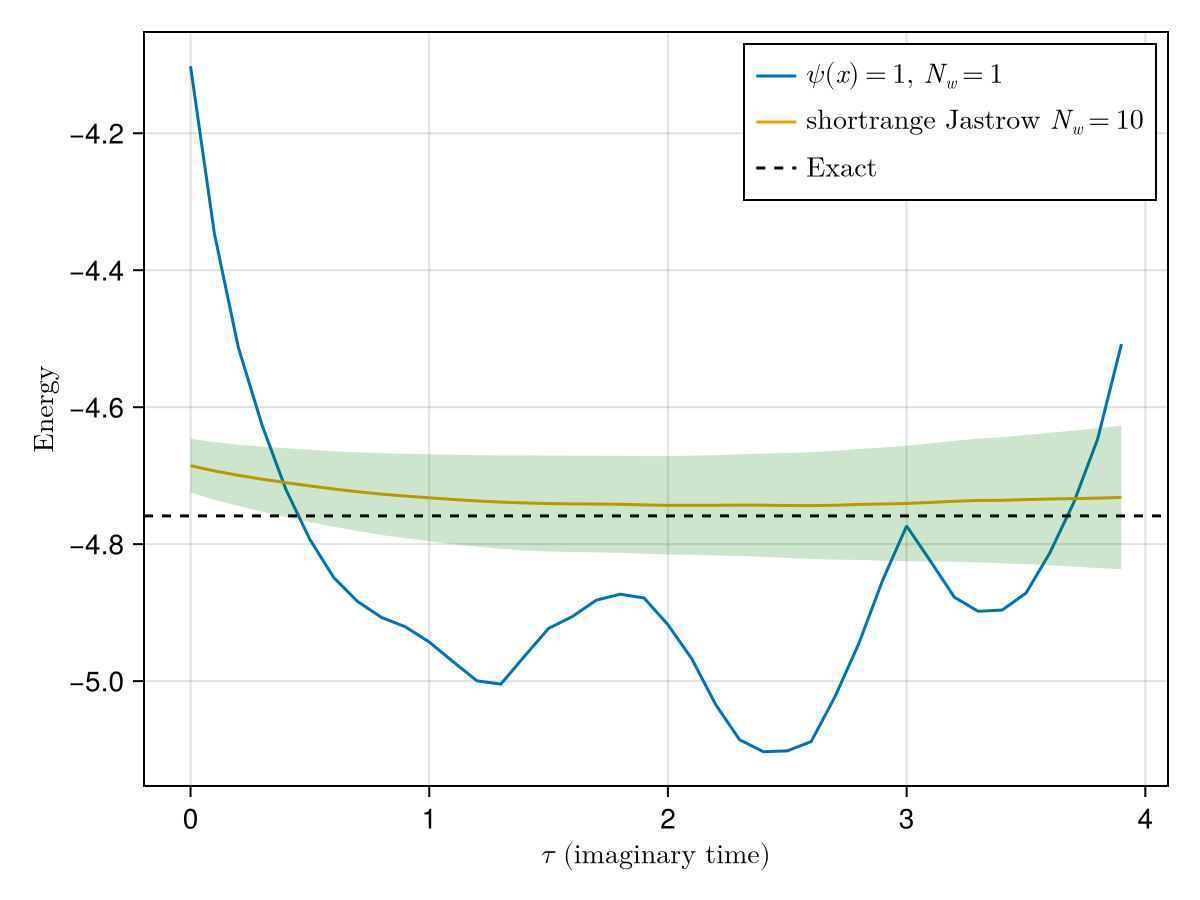 ψ(x) = 1, N_w = 1
shortrange Jastrow N_w = 10
Exact
−4.2
−4.4
−4.6
−4.8
−5.0
Energy
0 1 2 3 4
τ (imaginary time)